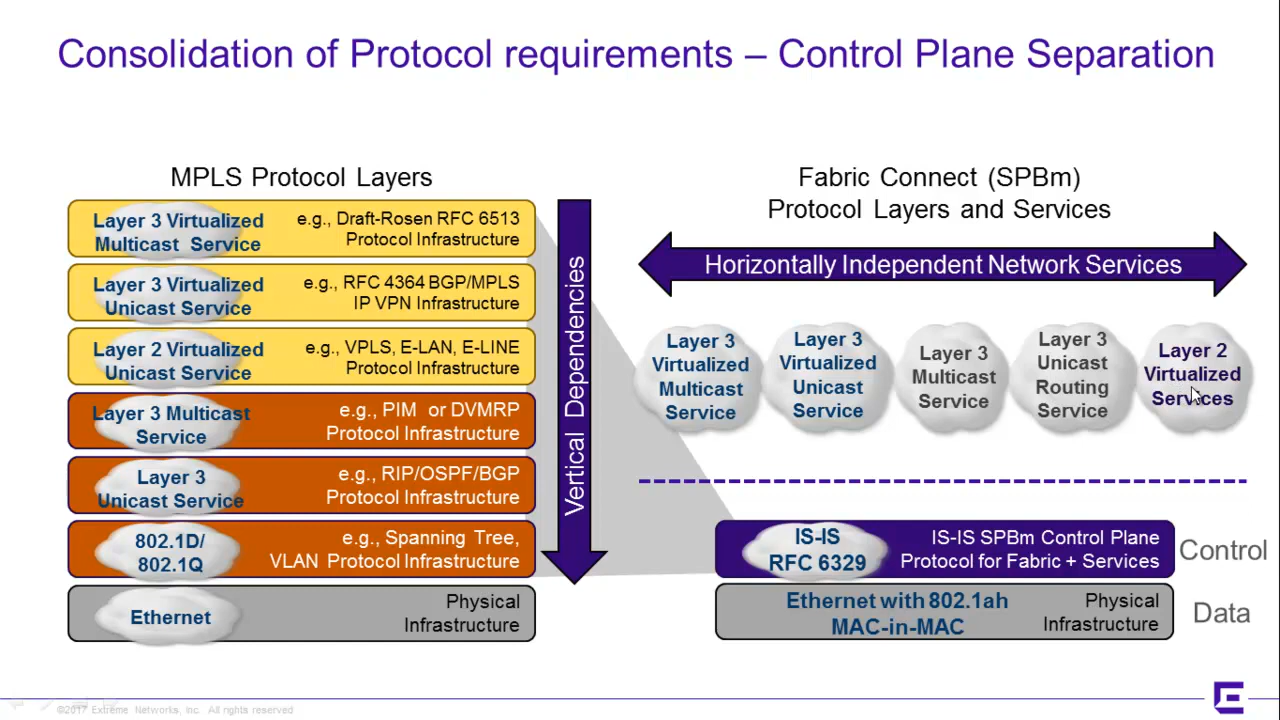 Consolidation of Protocol requirements – Control Plane Separation
MPLS Protocol Layers
Layer 3 Virtualized
Multicast Service
e.g., Draft-Rosen RFC 6513
Protocol Infrastructure
Layer 3 Virtualized
Unicast Service
e.g., RFC 4364 BGP/MPLS
IP VPN Infrastructure
Layer 2 Virtualized
Unicast Service
e.g., VPLS, E-LAN, E-LINE
Protocol Infrastructure
Layer 3 Multicast
Service
e.g., PIM or DVMRP
Protocol Infrastructure
Layer 3
Unicast Service
e.g., RIP/OSPF/BGP
Protocol Infrastructure
802.1D/
802.1Q
e.g., Spanning Tree,
VLAN Protocol Infrastructure
Ethernet
Physical
Infrastructure
Vertical Dependencies
Fabric Connect (SPBm)
Protocol Layers and Services
Horizontally Independent Network Services
Layer 3
Virtualized
Multicast
Service
Layer 3
Virtualized
Unicast
Service
Layer 3
Multicast
Service
Layer 3
Unicast
Routing
Service
Layer 2
Virtualized
Services
IS-IS
RFC 6329
IS-IS SPBm Control Plane
Protocol for Fabric + Services
Control
Ethernet with 802.1ah
MAC-in-MAC
Physical
Infrastructure
Data
©2017 Extreme Networks, Inc. All rights reserved